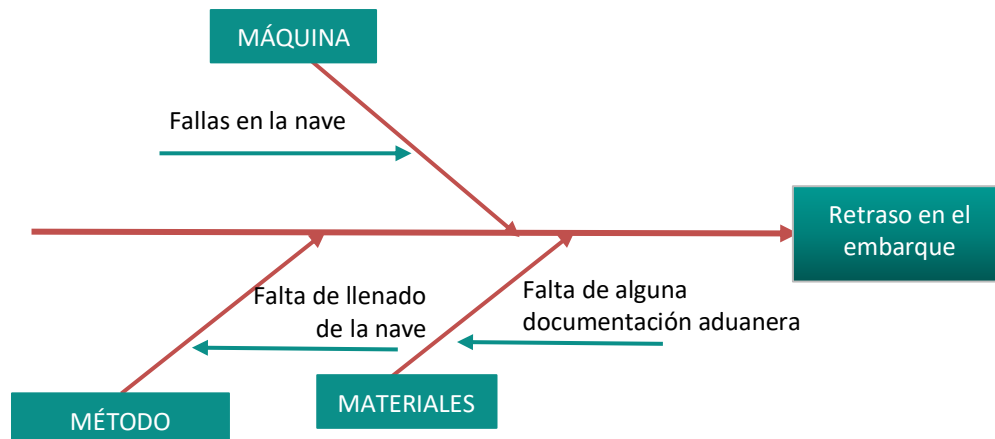 MÁQUINA
Fallas en la nave
Retraso en el
embarque
Falta de llenado
de la nave
Falta de alguna
documentación aduanera
MÉTODO
MATERIALES